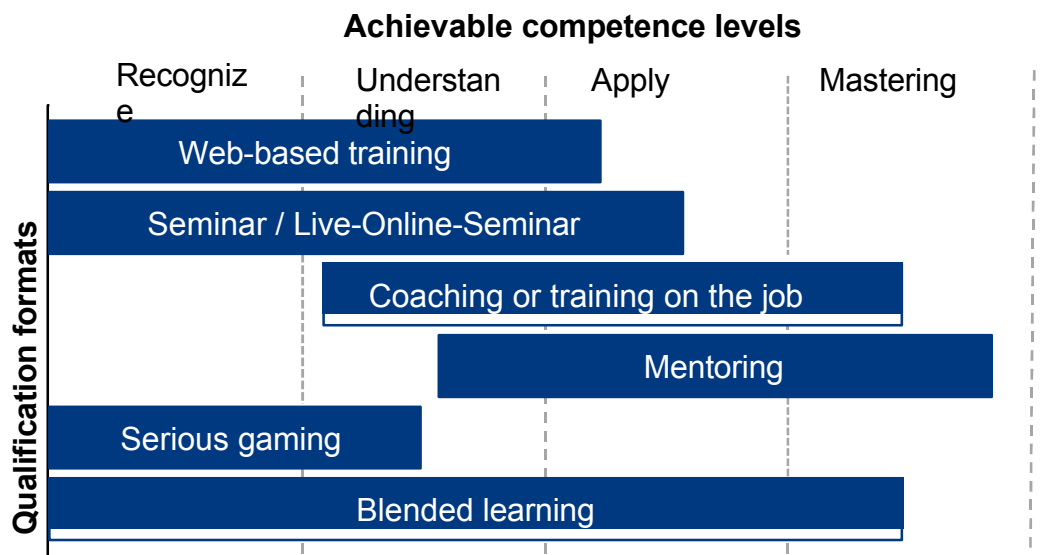 Achievable competence levels
Recogniz
e
Understan
ding
Apply
Mastering
Qualification formats
Web-based training
Seminar / Live-Online-Seminar
Coaching or training on the job
Mentoring
Serious gaming
Blended learning